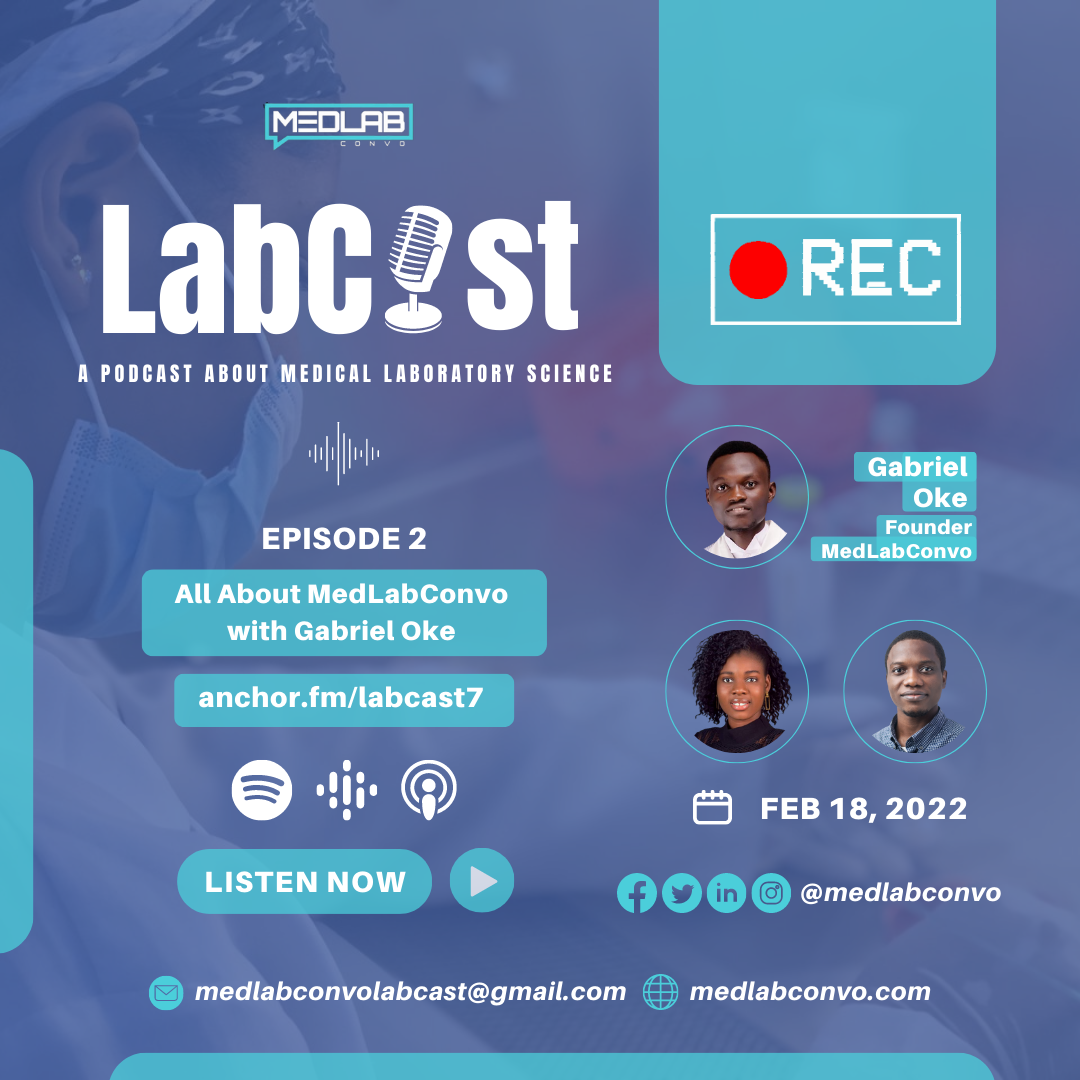 MEDLAB
CONVO
LabCast
A PODCAST ABOUT MEDICAL LABORATORY SCIENCE
REC
EPISODE 2
All About MedLabConvo
with Gabriel Oke
anchor.fm/labcast7
LISTEN NOW
Gabriel
Oke
Founder
MedLabConvo
FEB 18, 2022
@medlabconvo
medlabconvolabcast@gmail.com
medlabconvo.com